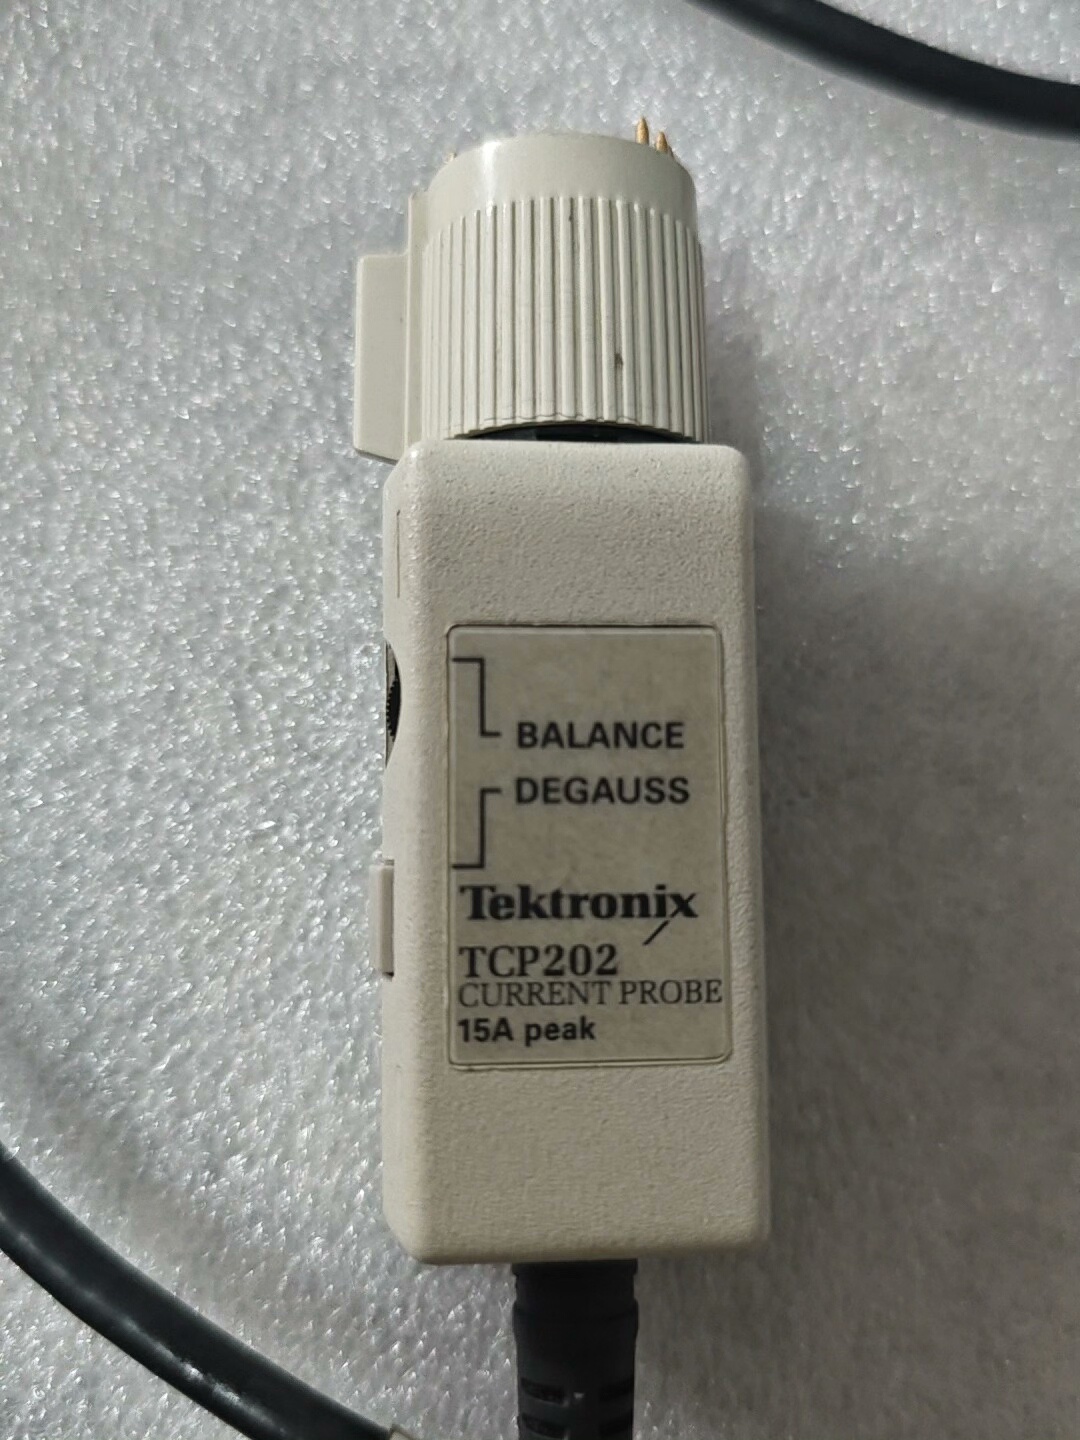 BALANCE
DEGAUSS
Tektronix
TCP202
CURRENT PROBE
15A peak